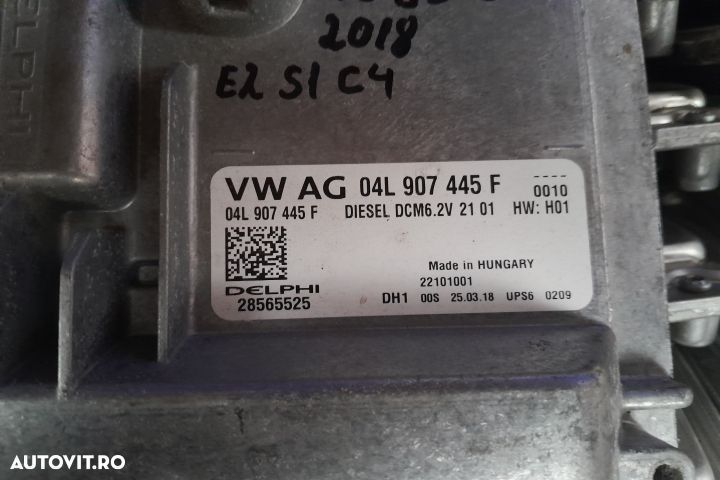 DELPHI
2018
E2 S1 C4
VW AG 04L 907 445 F
----
0010
04L 907 445 F DIESEL DCM6.2V 21 01 HW: H01
Made in HUNGARY
22101001
DELPHI
28565525
DH1 00S 25.03.18 UPS6 0209
AUTOVIT.RO